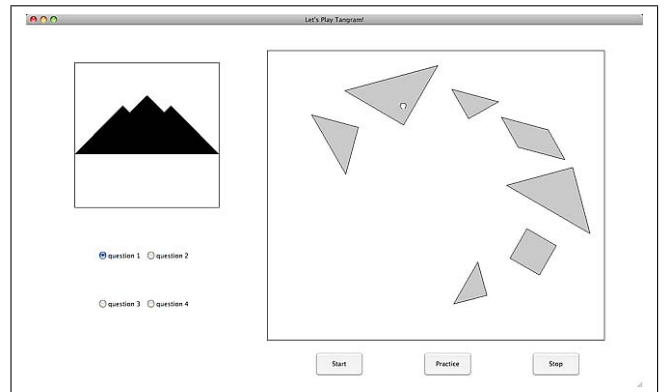 Let's Play Tangram!
question 1 question 2
question 3 question 4
Start Practice Stop